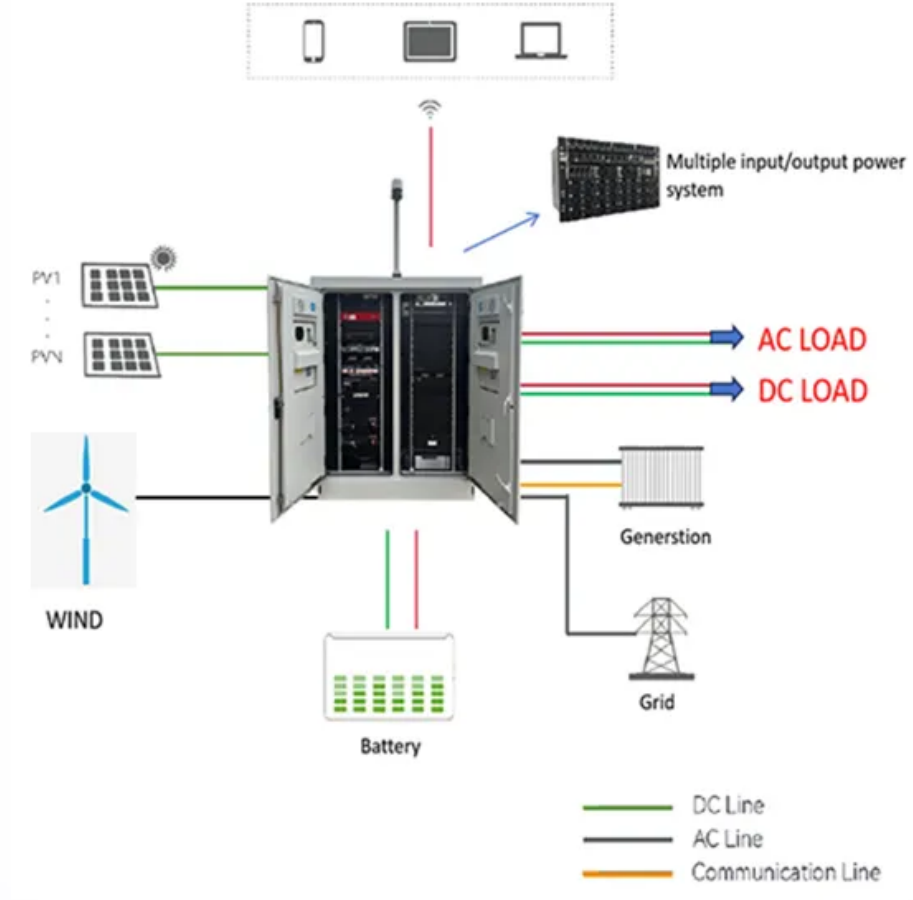 Multiple input/output power
system
PV1
PVN
AC LOAD
DC LOAD
Generstion
WIND
Grid
Battery
DC Line
AC Line
Communication Line